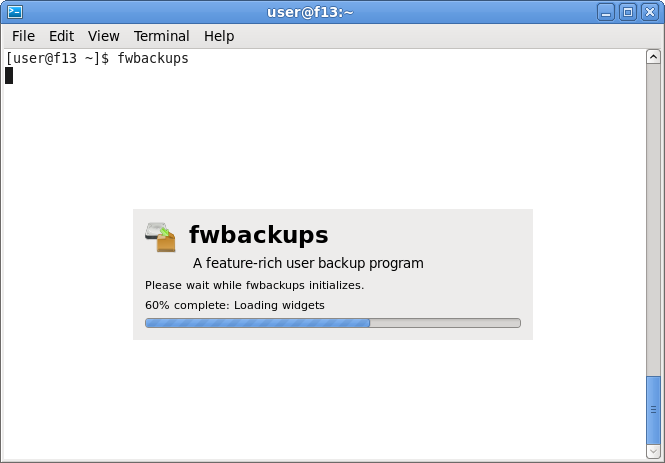 user@f13:~
File Edit View Terminal Help
[user@f13 ~]$ fwbackups
fwbackups
A feature-rich user backup program
Please wait while fwbackups initializes.
60% complete: Loading widgets